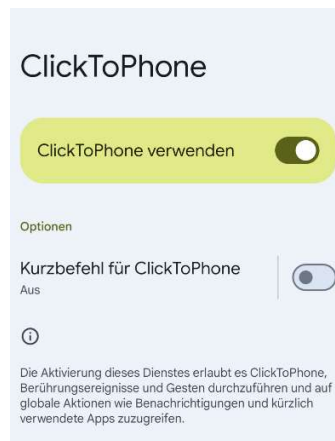 ClickToPhone
ClickToPhone verwenden
Optionen
Kurzbefehl für ClickToPhone
Aus
Die Aktivierung dieses Dienstes erlaubt es ClickToPhone,
Berührungsereignisse und Gesten durchzuführen und auf
globale Aktionen wie Benachrichtigungen und kürzlich
verwendete Apps zuzugreifen.